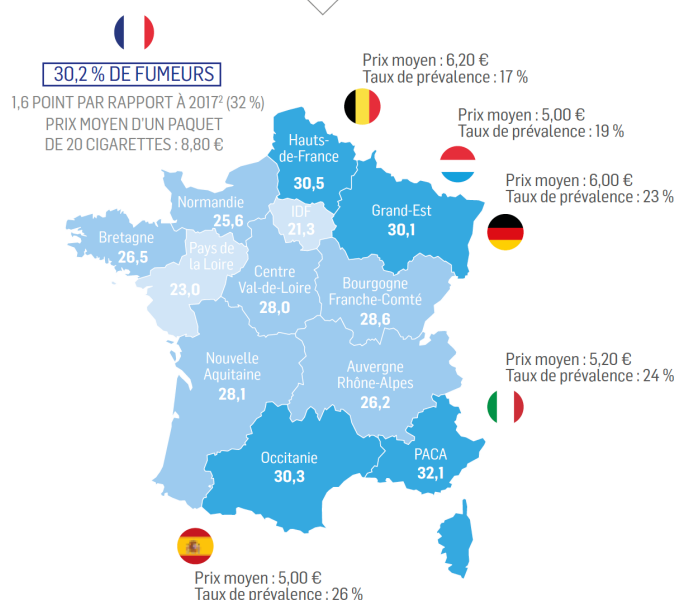 30,2 % DE FUMEURS
1,6 POINT PAR RAPPORT À 2017² (32 %)
PRIX MOYEN D’UN PAQUET
DE 20 CIGARETTES : 8,80 €
Prix moyen : 6,20 €
Taux de prévalence : 17 %
Prix moyen : 5,00 €
Taux de prévalence : 19 %
Prix moyen : 6,00 €
Taux de prévalence : 23 %
Hauts-
de-France
30,5
Normandie
25,6
IDF
21,3
Grand-Est
30,1
Bretagne
26,5
Pays de
la Loire
23,0
Centre
Val-de-Loire
28,0
Bourgogne
Franche-Comté
28,6
Nouvelle
Aquitaine
28,1
Auvergne
Rhône-Alpes
26,2
Prix moyen : 5,20 €
Taux de prévalence : 24 %
Occitanie
30,3
PACA
32,1
Prix moyen : 5,00 €
Taux de prévalence : 26 %